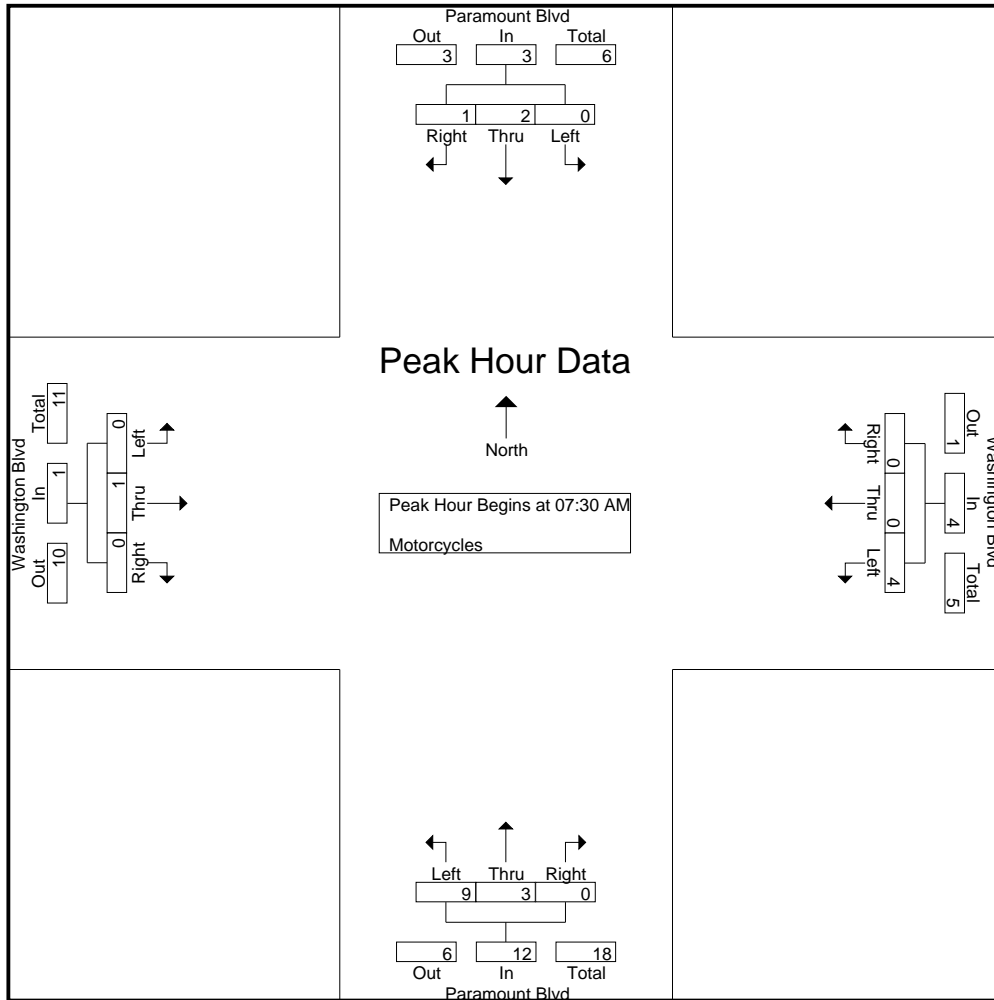 Paramount Blvd
Out In Total
3 3 6
1 2 0
Right Thru Left
Peak Hour Data
North
Peak Hour Begins at 07:30 AM
Motorcycles
Washington Blvd
Total In Out
11 1 10
0 1 0
Left Thru Right
Washington Blvd
Out In Total
1 4 5
0 0 4
Right Thru Left
Left Thru Right
9 3 0
6 12 18
Out In Total
Paramount Blvd